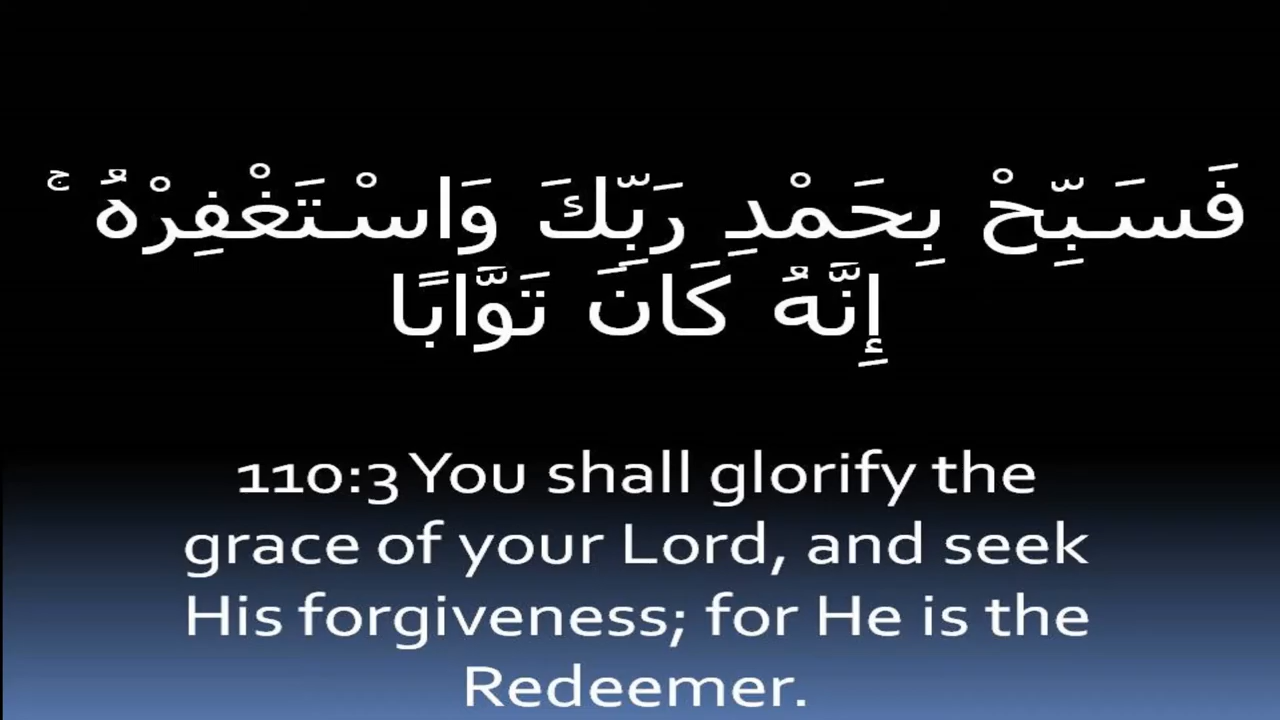 فَسَبِّحْ بِحَمْدِ رَبِّكَ وَاسْتَغْفِرْهُ ۚ
إِنَّهُ كَانَ تَوَّابًا
110:3 You shall glorify the
grace of your Lord, and seek
His forgiveness; for He is the
Redeemer.